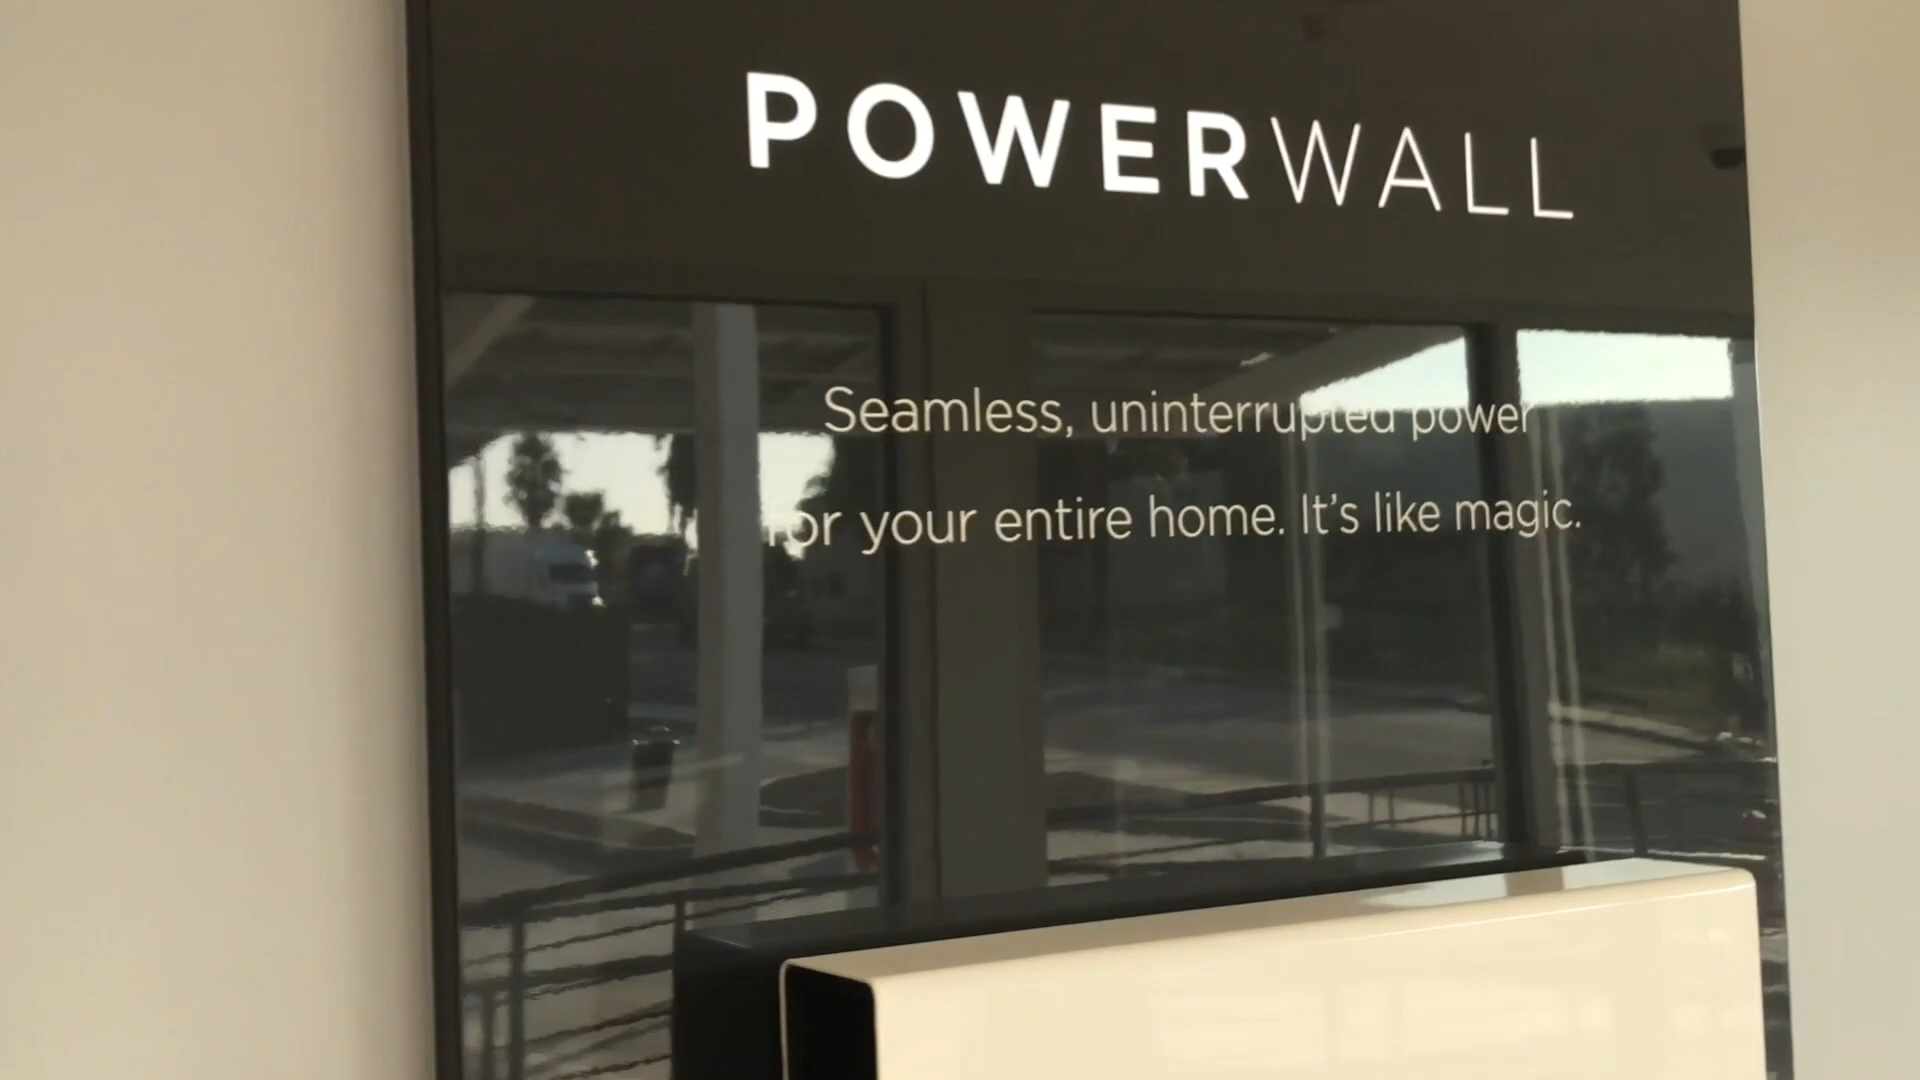 POWERWALL
Seamless, uninterrupted power
for your entire home. It's like magic.